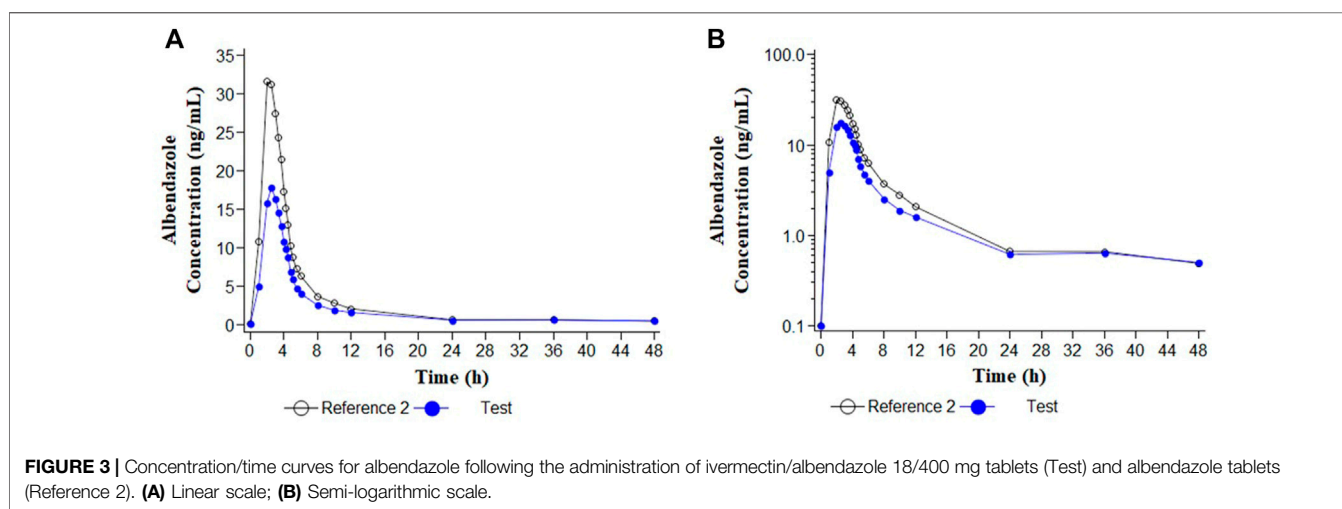 A
35
30
25
20
15
10
5
0
Albendazole
Concentration (ng/mL)
0 4 8 12 16 20 24 28 32 36 40 44 48
Time (h)
Reference 2 Test
B
100.0
10.0
1.0
0.1
Albendazole
Concentration (ng/mL)
0 4 8 12 16 20 24 28 32 36 40 44 48
Time (h)
Reference 2 Test
FIGURE 3 | Concentration/time curves for albendazole following the administration of ivermectin/albendazole 18/400 mg tablets (Test) and albendazole tablets
(Reference 2). (A) Linear scale; (B) Semi-logarithmic scale.